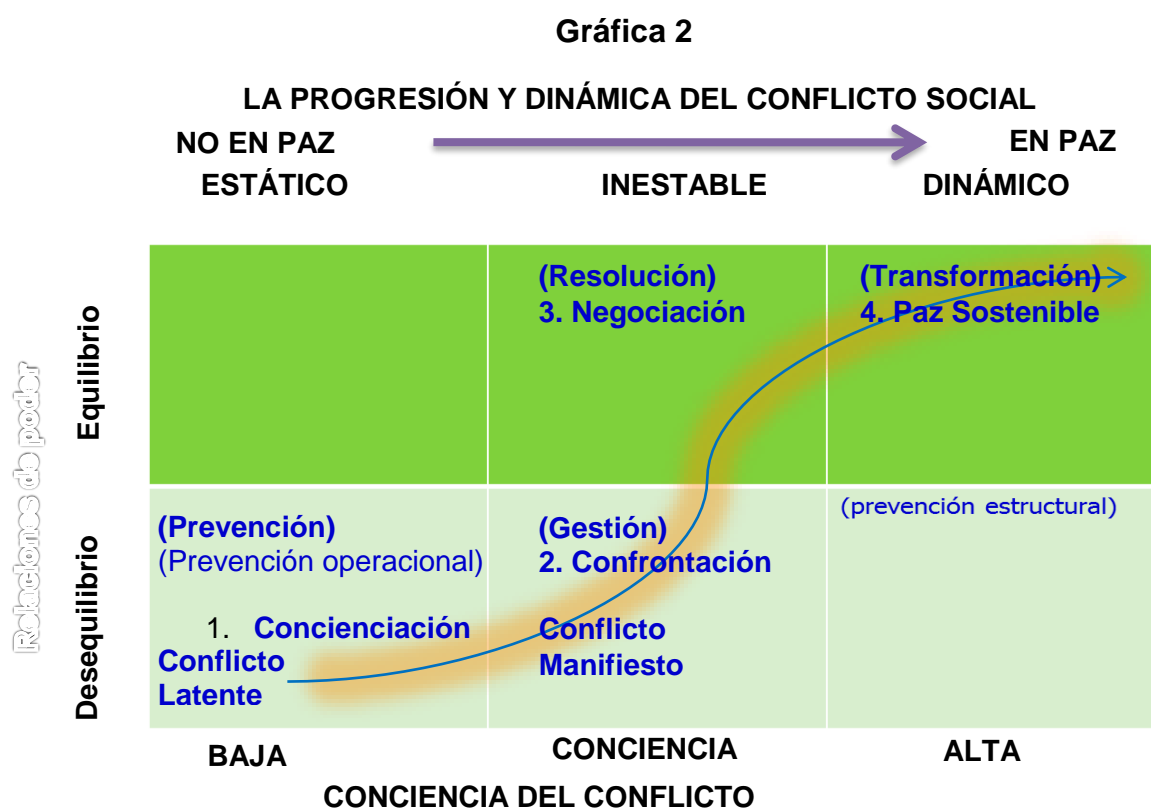 Gráfica 2
LA PROGRESIÓN Y DINÁMICA DEL CONFLICTO SOCIAL
NO EN PAZ
EN PAZ
ESTÁTICO
INESTABLE
DINÁMICO
Relaciones de poder
Equilibrio
(Resolución)
3. Negociación
(Transformación)
4. Paz Sostenible
Desequilibrio
(Prevención)
(Prevención operacional)
1. Concienciación
Conflicto
Latente
(Gestión)
2. Confrontación
Conflicto
Manifiesto
(prevención estructural)
BAJA
CONCIENCIA
ALTA
CONCIENCIA DEL CONFLICTO